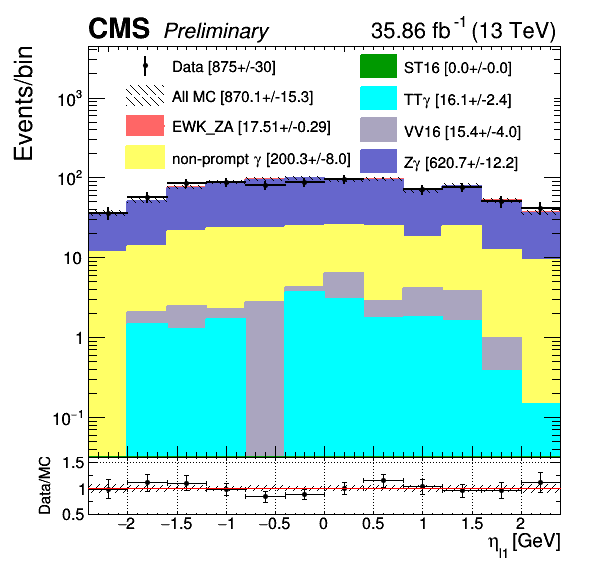 CMS Preliminary 35.86 fb⁻¹ (13 TeV)
Events/bin
Data [875+/-30]
All MC [870.1+/-15.3]
EWK_ZA [17.51+/-0.29]
non-prompt γ [200.3+/-8.0]
ST16 [0.0+/-0.0]
TTγ [16.1+/-2.4]
VV16 [15.4+/-4.0]
Zγ [620.7+/-12.2]
10³
10²
10
1
10⁻¹
Data/MC
1.5
1
0.5
−2 −1.5 −1 −0.5 0 0.5 1 1.5 2
η_l1 [GeV]